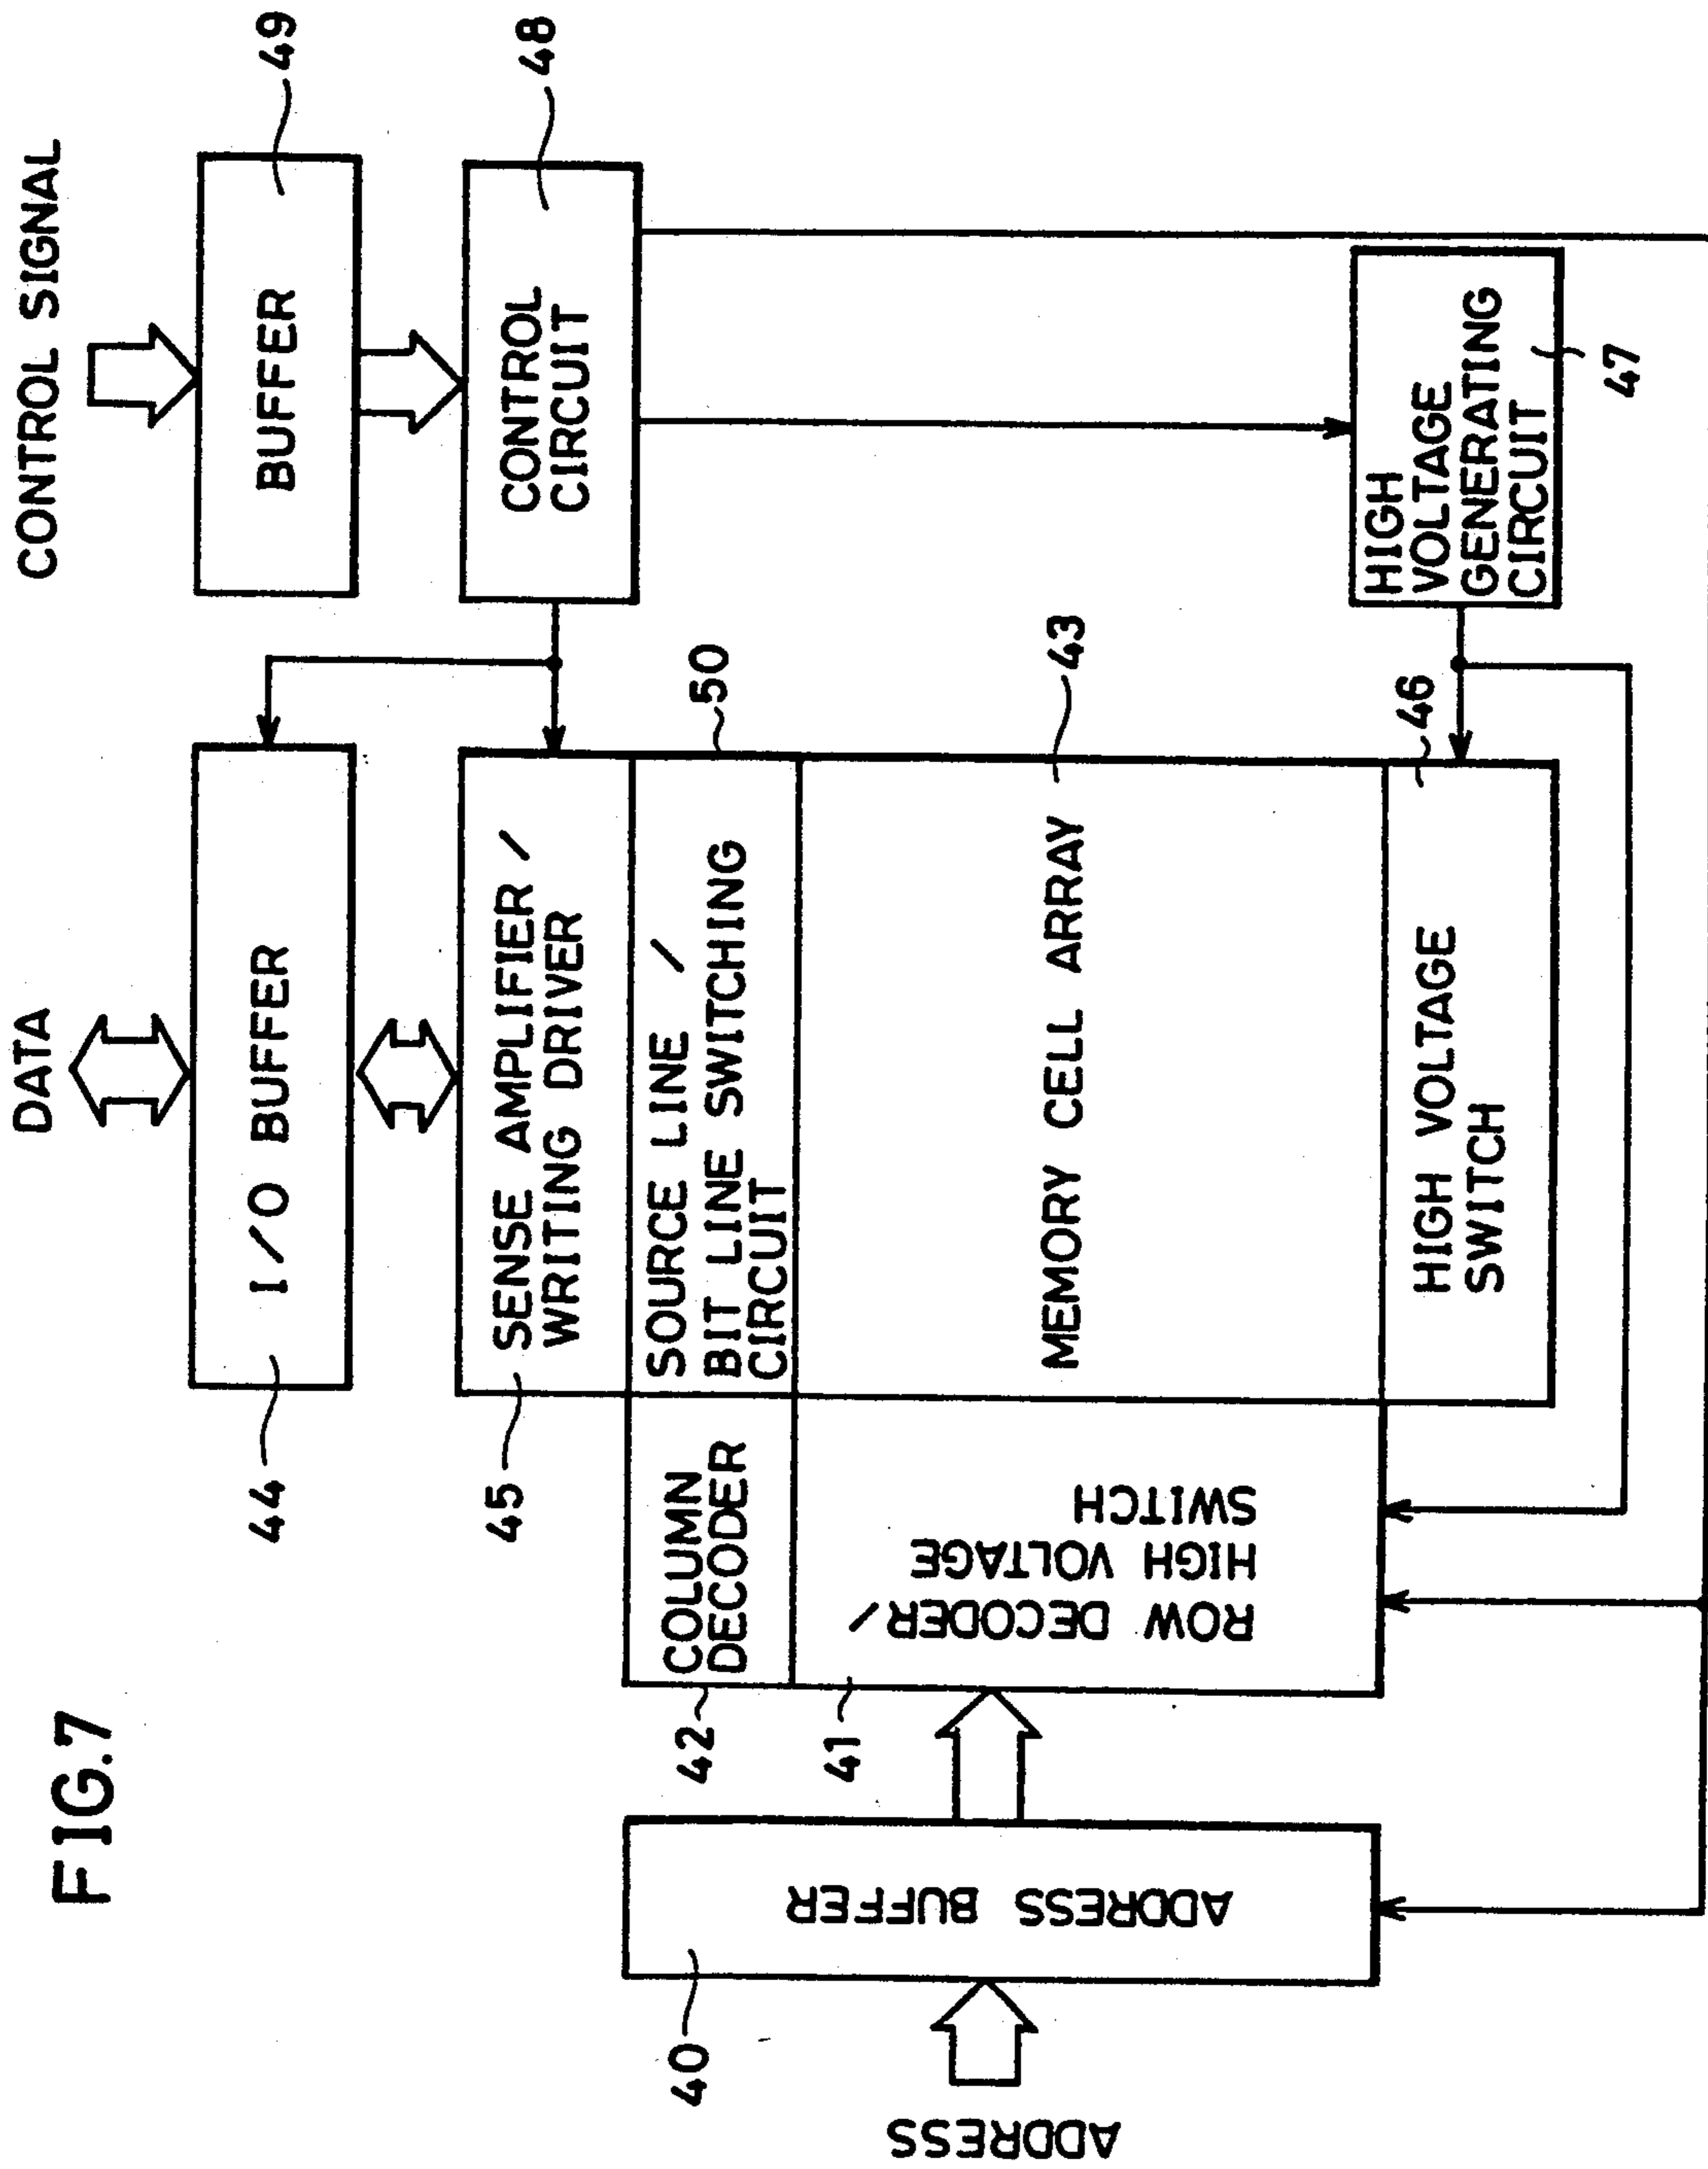 FIG.7
CONTROL SIGNAL
49
BUFFER
48
CONTROL
CIRCUIT
DATA
44
I/O BUFFER
45
SENSE AMPLIFIER /
WRITING DRIVER
50
SOURCE LINE /
BIT LINE SWITCHING
CIRCUIT
42
COLUMN
DECODER
41
ROW DECODER/
HIGH VOLTAGE
SWITCH
43
MEMORY CELL ARRAY
46
HIGH VOLTAGE
SWITCH
47
HIGH
VOLTAGE
GENERATING
CIRCUIT
40
ADDRESS BUFFER
ADDRESS